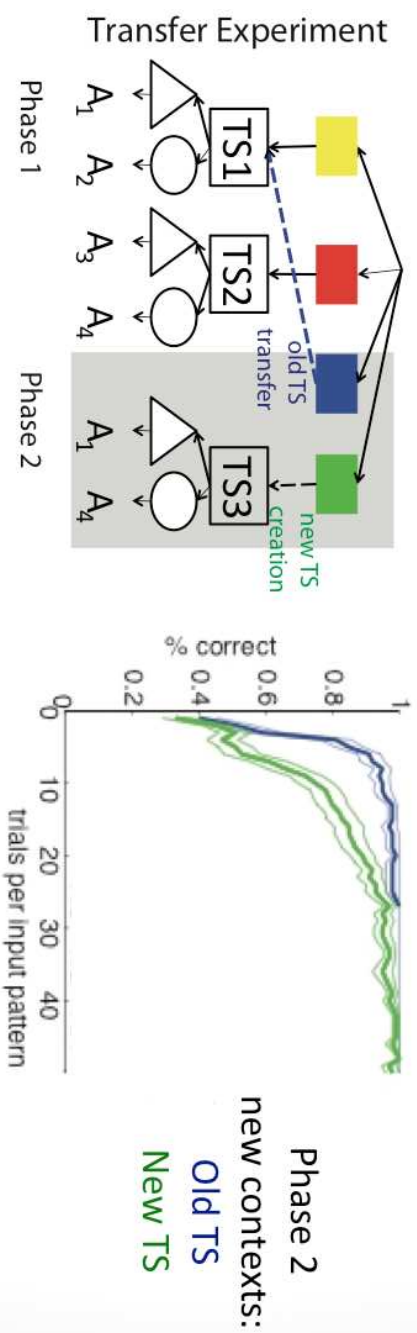 Transfer Experiment
TS1
TS2
TS3
old TS
transfer
new TS
creation
A1 A2 A3 A4 A1 A4
Phase 1
Phase 2
% correct
1
0.8
0.6
0.4
0.2
0
0 10 20 30 40
trials per input pattern
Phase 2
new contexts:
Old TS
New TS